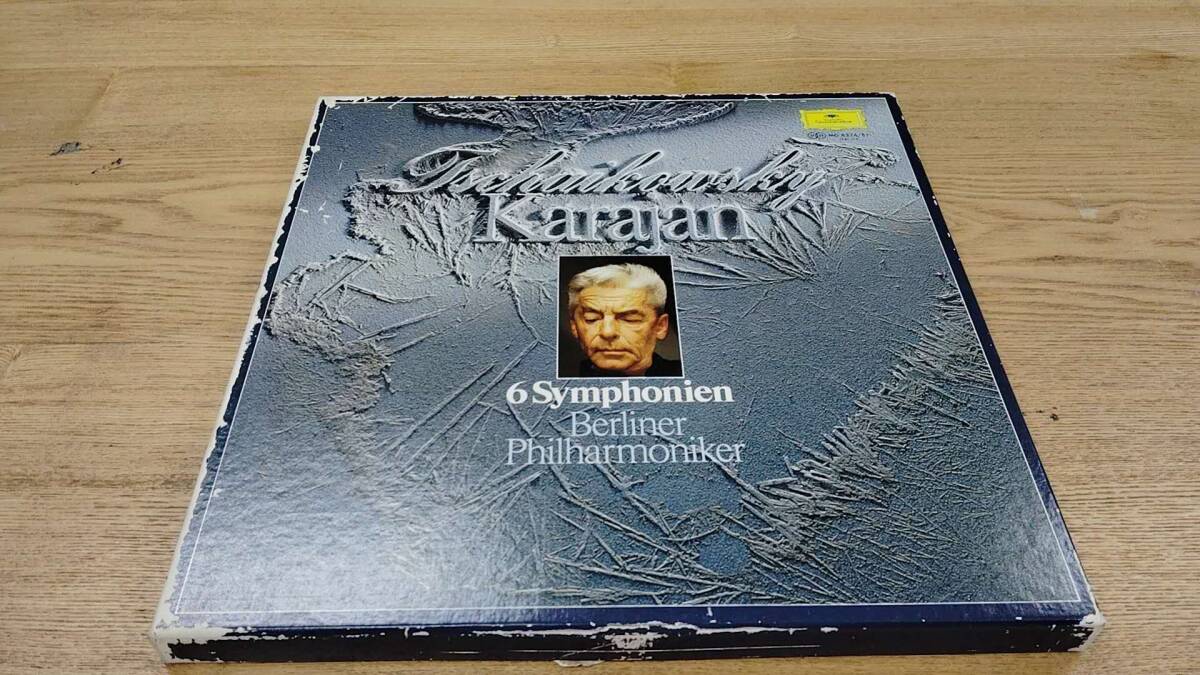 Tschaikowsky
Karajan
6 Symphonien
Berliner
Philharmoniker